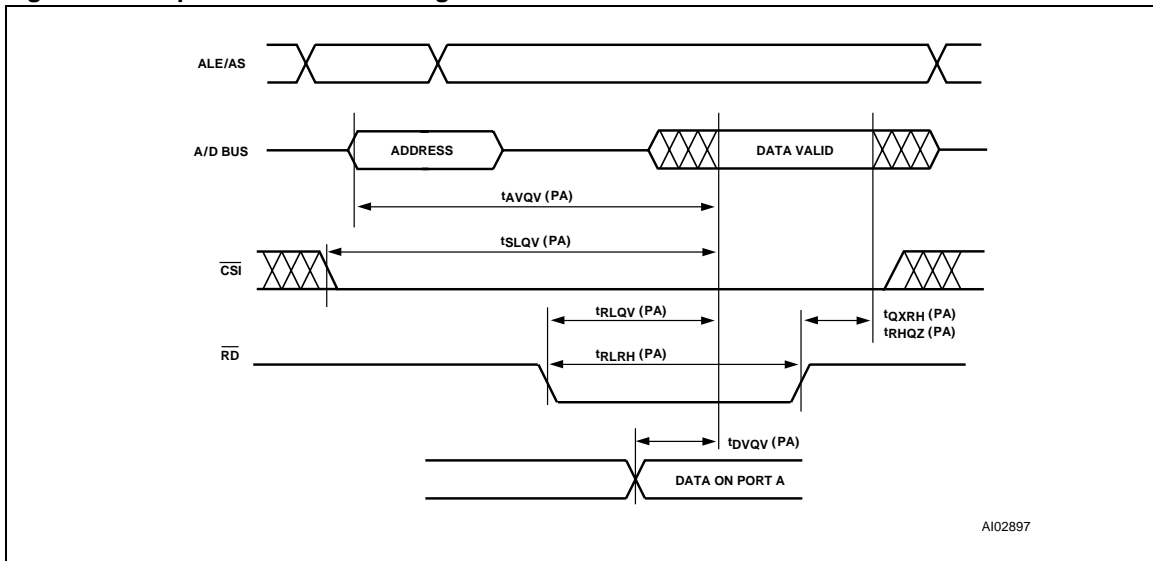 ALE/AS
A/D BUS
ADDRESS
DATA VALID
tAVQV (PA)
tSLQV (PA)
CSI
tRLQV (PA)
tQXRH (PA)
tRHQZ (PA)
RD
tRLRH (PA)
tDVQV (PA)
DATA ON PORT A
AI02897